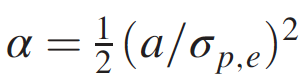 α = ½(a/σ_{p,e})²